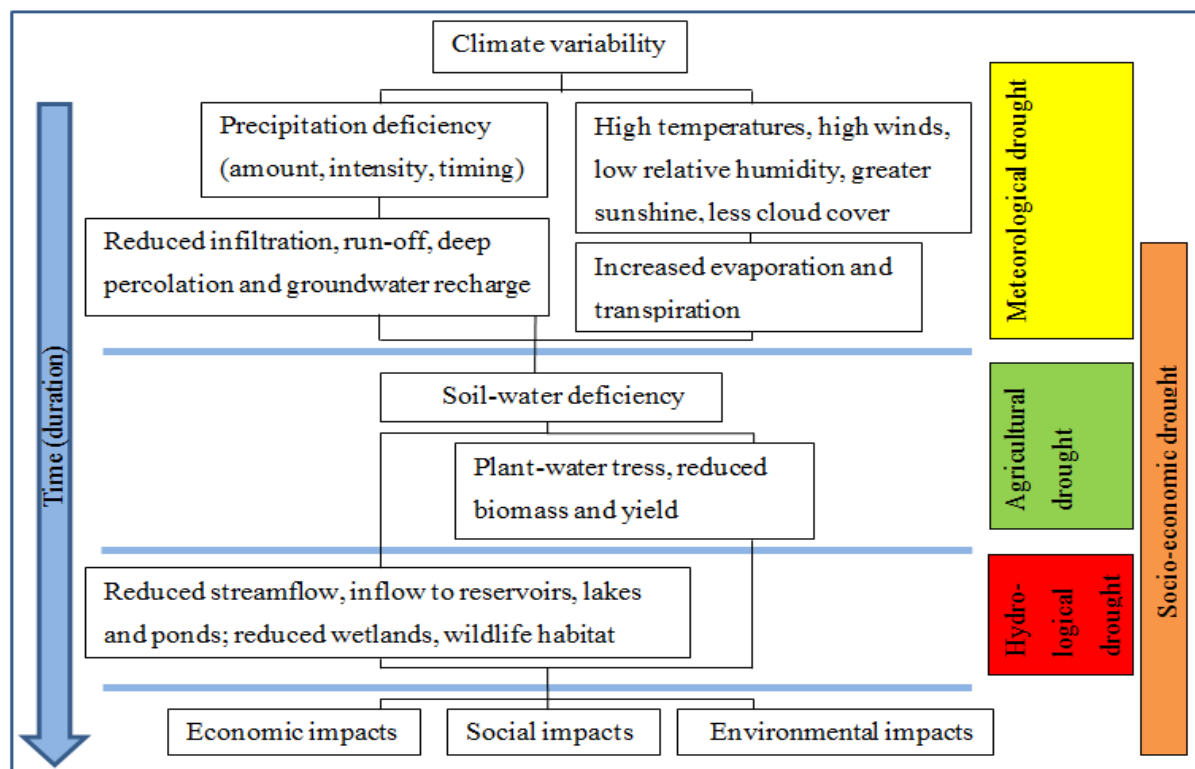 Climate variability
Precipitation deficiency
(amount, intensity, timing)
High temperatures, high winds,
low relative humidity, greater
sunshine, less cloud cover
Reduced infiltration, run-off, deep
percolation and groundwater recharge
Increased evaporation and
transpiration
Soil-water deficiency
Plant-water tress, reduced
biomass and yield
Reduced streamflow, inflow to reservoirs, lakes
and ponds; reduced wetlands, wildlife habitat
Economic impacts
Social impacts
Environmental impacts
Time (duration)
Meteorological drought
Agricultural
drought
Hydro-
logical
drought
Socio-economic drought